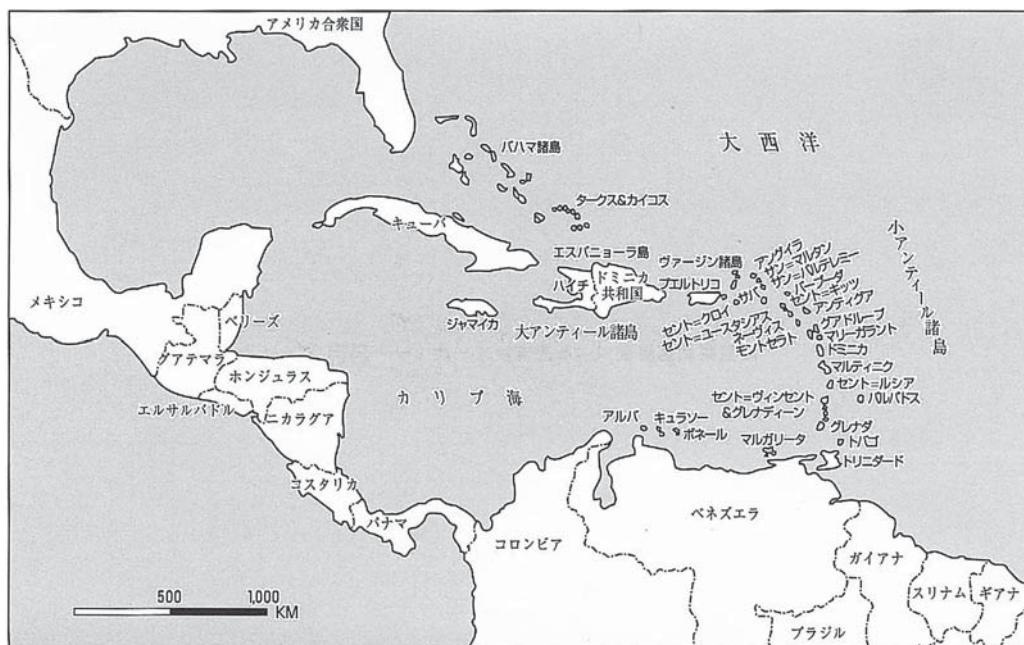 アメリカ合衆国
大西洋
バハマ諸島
タークス&カイコス
キューバ
エスパニョーラ島
ハイチ
ドミニカ
共和国
ヴァージン諸島
プエルトリコ
アングィラ
サン=マルタン
サン=バルテレミー
サバ
バーブーダ
セント=キッツ
アンティグア
小アンティール諸島
セント=クロイ
セント=ユースタシアス
ネーヴィス
モントセラト
グアドループ
マリーガラント
ドミニカ
マルティニク
セント=ルシア
バルバドス
セント=ヴィンセント
&グレナディーン
グレナダ
トバゴ
トリニダード
メキシコ
ベリーズ
ジャマイカ
大アンティール諸島
グアテマラ
ホンジュラス
カリブ海
エルサルバドル
ニカラグア
アルバ
キュラソー
ボネール
マルガリータ
コスタリカ
パナマ
コロンビア
ベネズエラ
ガイアナ
スリナム
ギアナ
ブラジル
500 1,000
KM